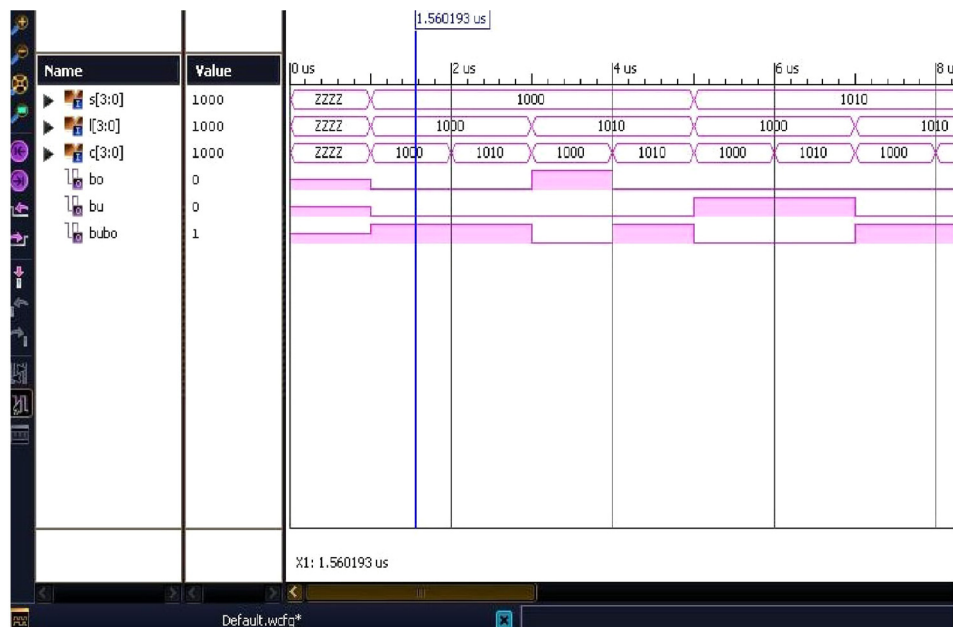 1.560193 us
Name Value
0 us 2 us 4 us 6 us 8 u
s[3:0] 1000 ZZZZ 1000 1010
l[3:0] 1000 ZZZZ 1000 1010 1000 1010
c[3:0] 1000 ZZZZ 1000 1010 1000 1010 1000 1010 1000
bo 0
bu 0
bubo 1
X1: 1.560193 us
Default.wcfg*